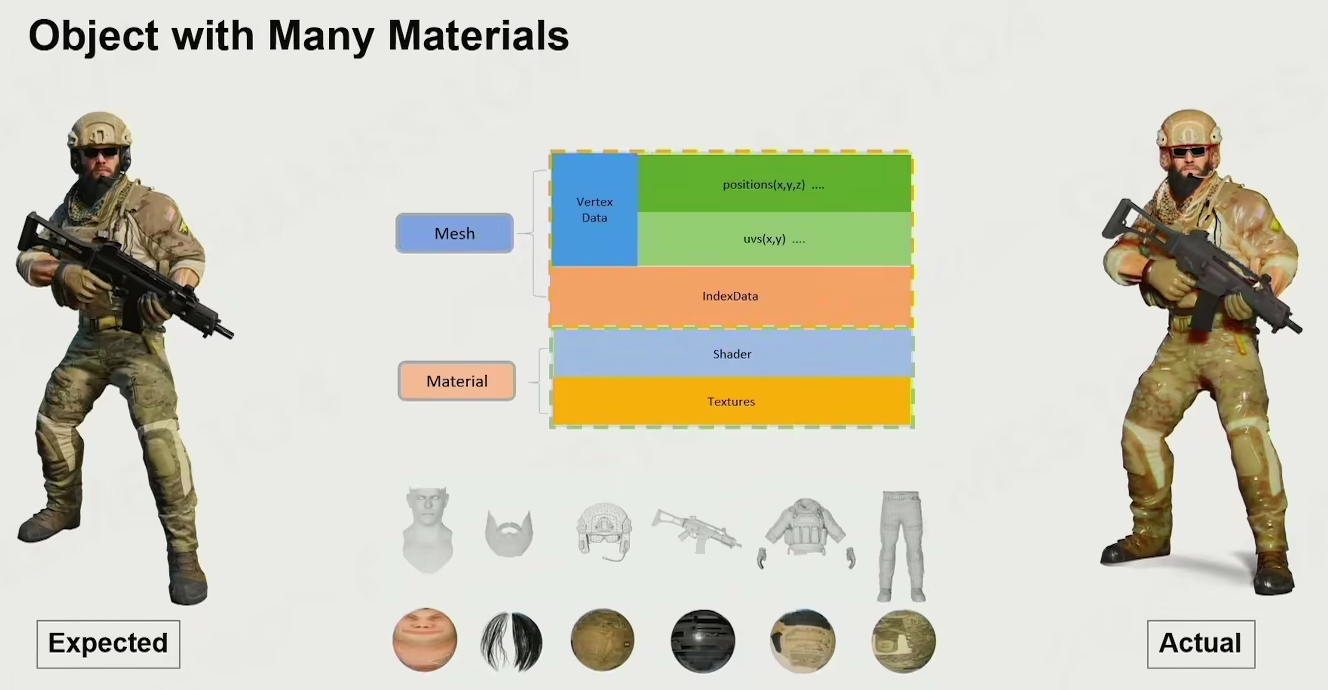 Object with Many Materials
Mesh
Vertex
Data
positions(x,y,z) ....
uvs(x,y) ....
IndexData
Material
Shader
Textures
Expected
Actual